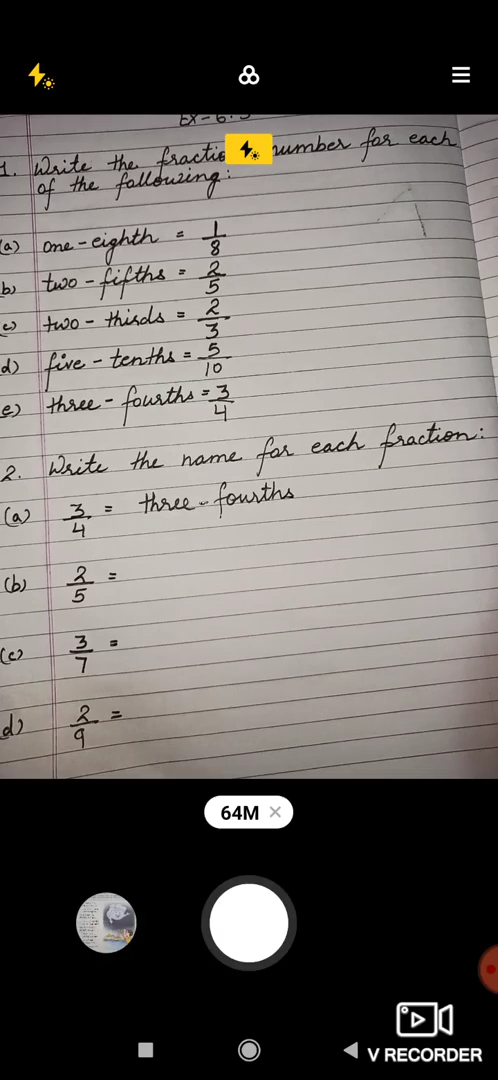 Ex-6.3
1. Write the fractio number for each
of the following:
(a) one-eighth = 1/8
(b) two-fifths = 2/5
(c) two-thirds = 2/3
(d) five-tenths = 5/10
(e) three-fourths = 3/4
2. Write the name for each fraction:
(a) 3/4 = three-fourths
(b) 2/5 =
(c) 3/7 =
d) 2/9 =
64M ×
V RECORDER